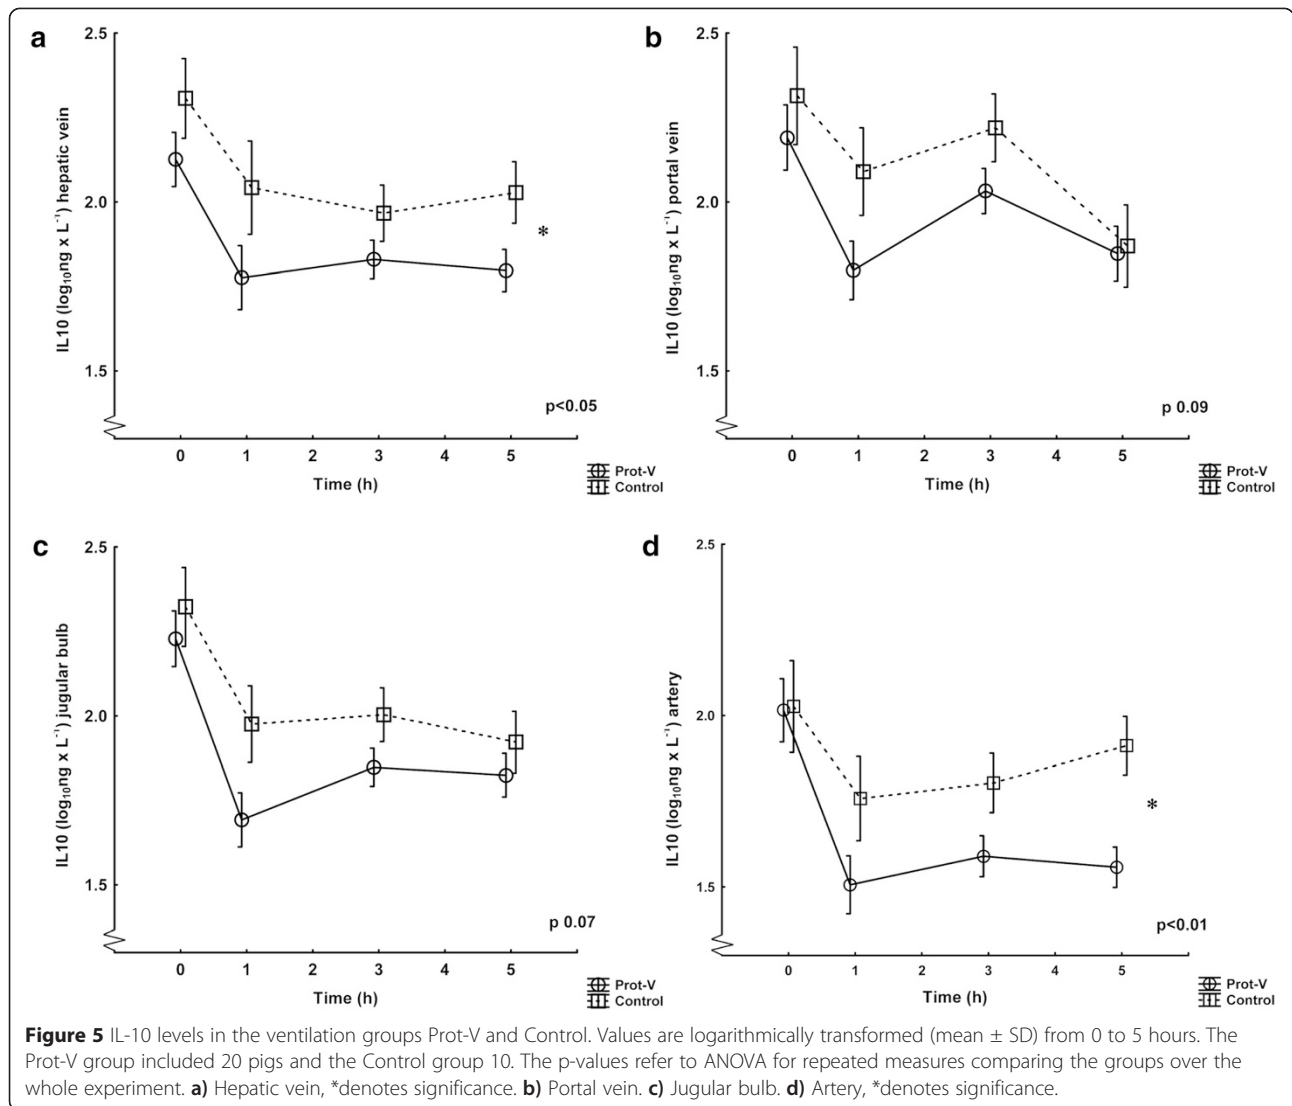 a
2.5
2.0
1.5
IL10 (log₁₀ng x L⁻¹) hepatic vein
*
p<0.05
0 1 2 3 4 5
Time (h)
Prot-V
Control
b
2.5
2.0
1.5
IL10 (log₁₀ng x L⁻¹) portal vein
p 0.09
0 1 2 3 4 5
Time (h)
Prot-V
Control
c
2.5
2.0
1.5
IL10 (log₁₀ng x L⁻¹) jugular bulb
p 0.07
0 1 2 3 4 5
Time (h)
Prot-V
Control
d
2.5
2.0
1.5
IL10 (log₁₀ng x L⁻¹) artery
*
p<0.01
0 1 2 3 4 5
Time (h)
Prot-V
Control
Figure 5 IL-10 levels in the ventilation groups Prot-V and Control. Values are logarithmically transformed (mean ± SD) from 0 to 5 hours. The
Prot-V group included 20 pigs and the Control group 10. The p-values refer to ANOVA for repeated measures comparing the groups over the
whole experiment. a) Hepatic vein, *denotes significance. b) Portal vein. c) Jugular bulb. d) Artery, *denotes significance.